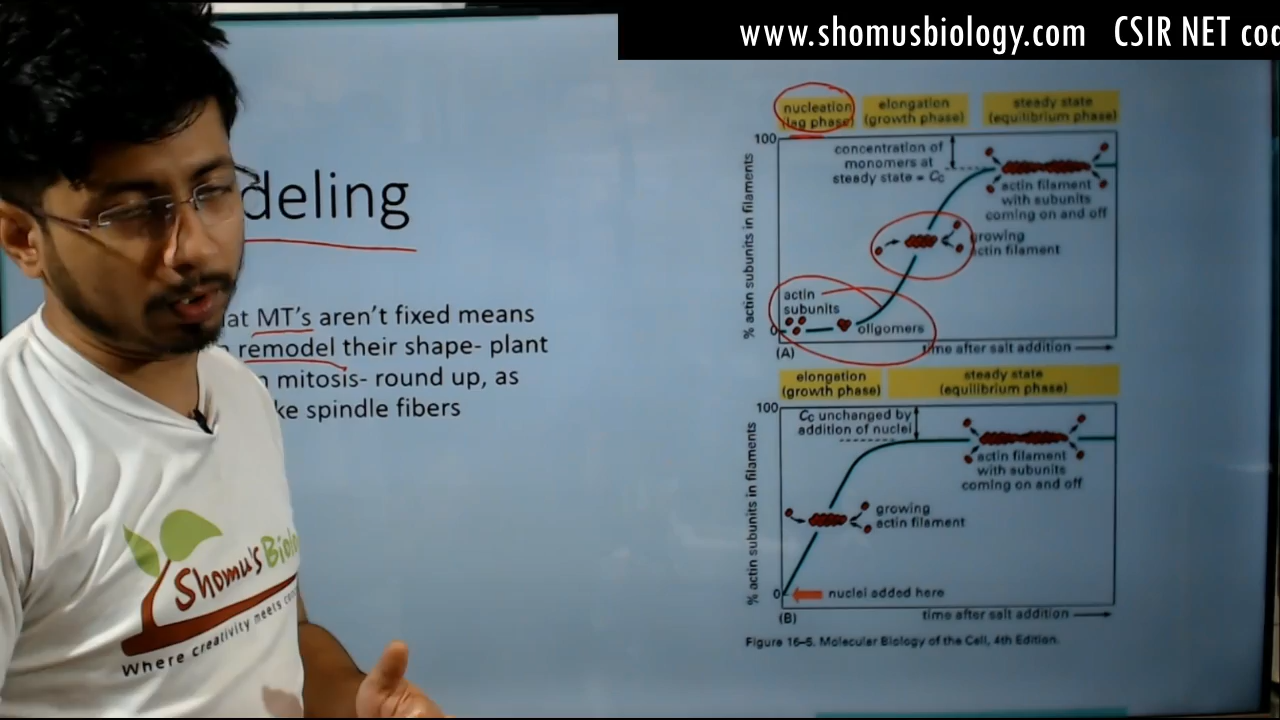 www.shomusbiology.com CSIR NET
deling
at MT's aren't fixed means
remodel their shape- plant
mitosis- round up, as
ke spindle fibers
nucleation
(lag phase)
elongation
(growth phase)
steady state
(equilibrium phase)
100
concentration of
monomers at
steady state = Cc
actin filament
with subunits
coming on and off
growing
actin filament
% actin subunits in filaments
actin
subunits
oligomers
0
(A)
time after salt addition
elongation
(growth phase)
steady state
(equilibrium phase)
100
Cc unchanged by
addition of nuclei
actin filament
with subunits
coming on and off
growing
actin filament
% actin subunits in filaments
0
nuclei added here
(B)
time after salt addition
Figure 16-5. Molecular Biology of the Cell, 4th Edition.
Shomu's Biolo
Where creativity meets